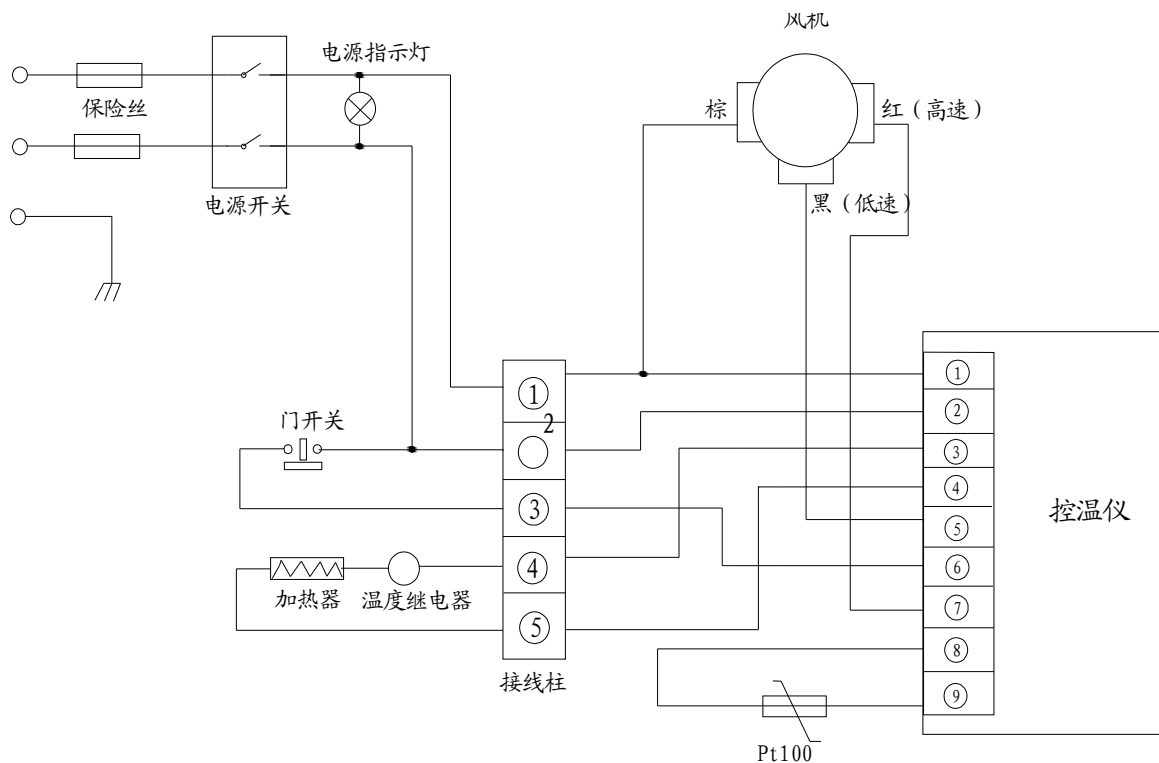 风机
电源指示灯
保险丝
棕
红（高速）
电源开关
黑（低速）
①
2
③
④
⑤
门开关
加热器
温度继电器
接线柱
①
②
③
④
⑤
⑥
⑦
⑧
⑨
控温仪
Pt100